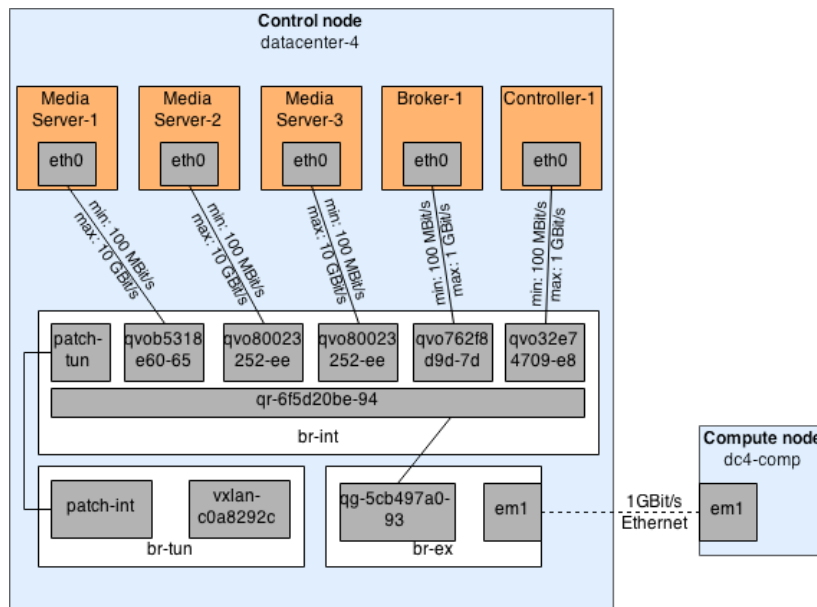 Control node
datacenter-4
Media
Server-1
eth0
Media
Server-2
eth0
Media
Server-3
eth0
Broker-1
eth0
Controller-1
eth0
min: 100 MBit/s
max: 10 GBit/s
min: 100 MBit/s
max: 10 GBit/s
min: 100 MBit/s
max: 10 GBit/s
min: 100 MBit/s
max: 1 GBit/s
min: 100 MBit/s
max: 1 GBit/s
patch-
tun
qvob5318
e60-65
qvo80023
252-ee
qvo80023
252-ee
qvo762f8
d9d-7d
qvo32e7
4709-e8
qr-6f5d20be-94
br-int
patch-int
vxlan-
c0a8292c
br-tun
qg-5cb497a0-
93
em1
br-ex
1GBit/s
Ethernet
Compute node
dc4-comp
em1